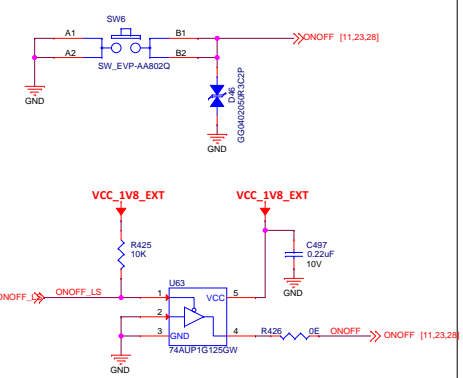 SW6
A1 B1 ONOFF [11,23,28]
A2 B2
SW_EVP-AA802Q
D46
GG0402050R3C2P
GND
GND
VCC_1V8_EXT VCC_1V8_EXT
R425
10K
C497
0.22uF
10V
GND
U63
ONOFF_LS 1 VCC 5
2
3 GND 4 R426 0E ONOFF ONOFF [11,23,28]
74AUP1G125GW
GND